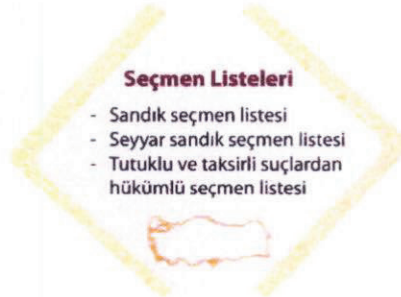 Seçmen Listeleri
- Sandık seçmen listesi
- Seyyar sandık seçmen listesi
- Tutuklu ve taksirli suçlardan
hükümlü seçmen listesi